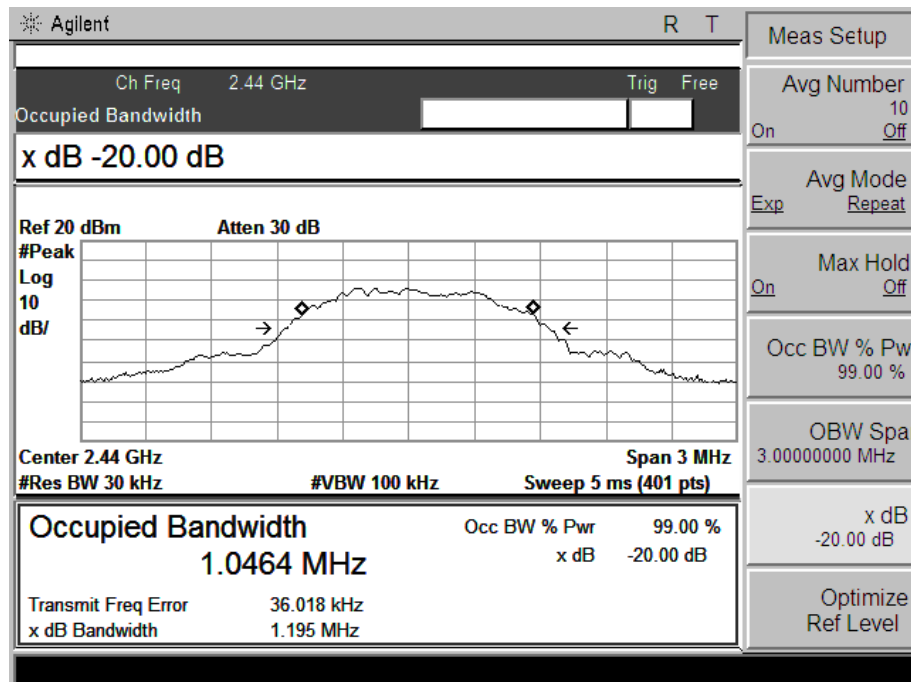 Agilent R T
Ch Freq 2.44 GHz Trig Free
Occupied Bandwidth
x dB -20.00 dB
Ref 20 dBm Atten 30 dB
#Peak
Log
10
dB/
Center 2.44 GHz Span 3 MHz
#Res BW 30 kHz #VBW 100 kHz Sweep 5 ms (401 pts)
Occupied Bandwidth
1.0464 MHz
Occ BW % Pwr 99.00 %
x dB -20.00 dB
Transmit Freq Error 36.018 kHz
x dB Bandwidth 1.195 MHz
Meas Setup
Avg Number
10
On Off
Avg Mode
Exp Repeat
Max Hold
On Off
Occ BW % Pw
99.00 %
OBW Spa
3.00000000 MHz
x dB
-20.00 dB
Optimize
Ref Level